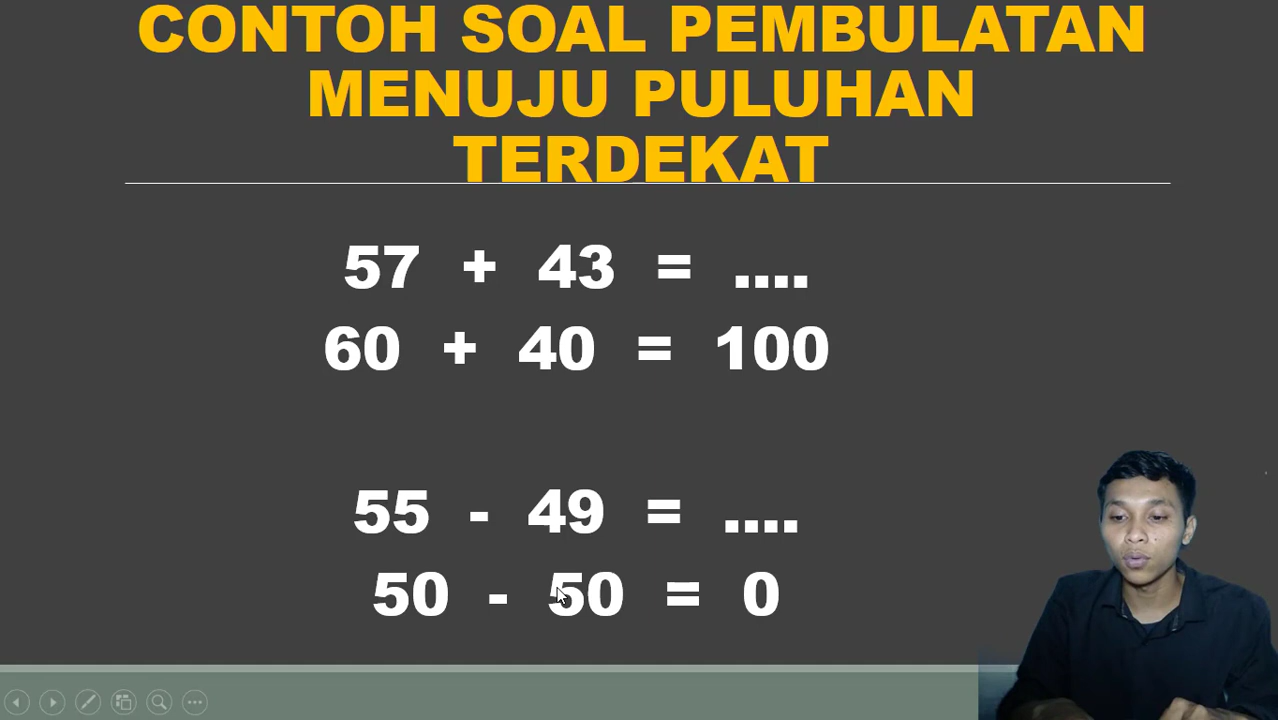 CONTOH SOAL PEMBULATAN
MENUJU PULUHAN
TERDEKAT
57 + 43 = ....
60 + 40 = 100
55 - 49 = ....
50 - 50 = 0